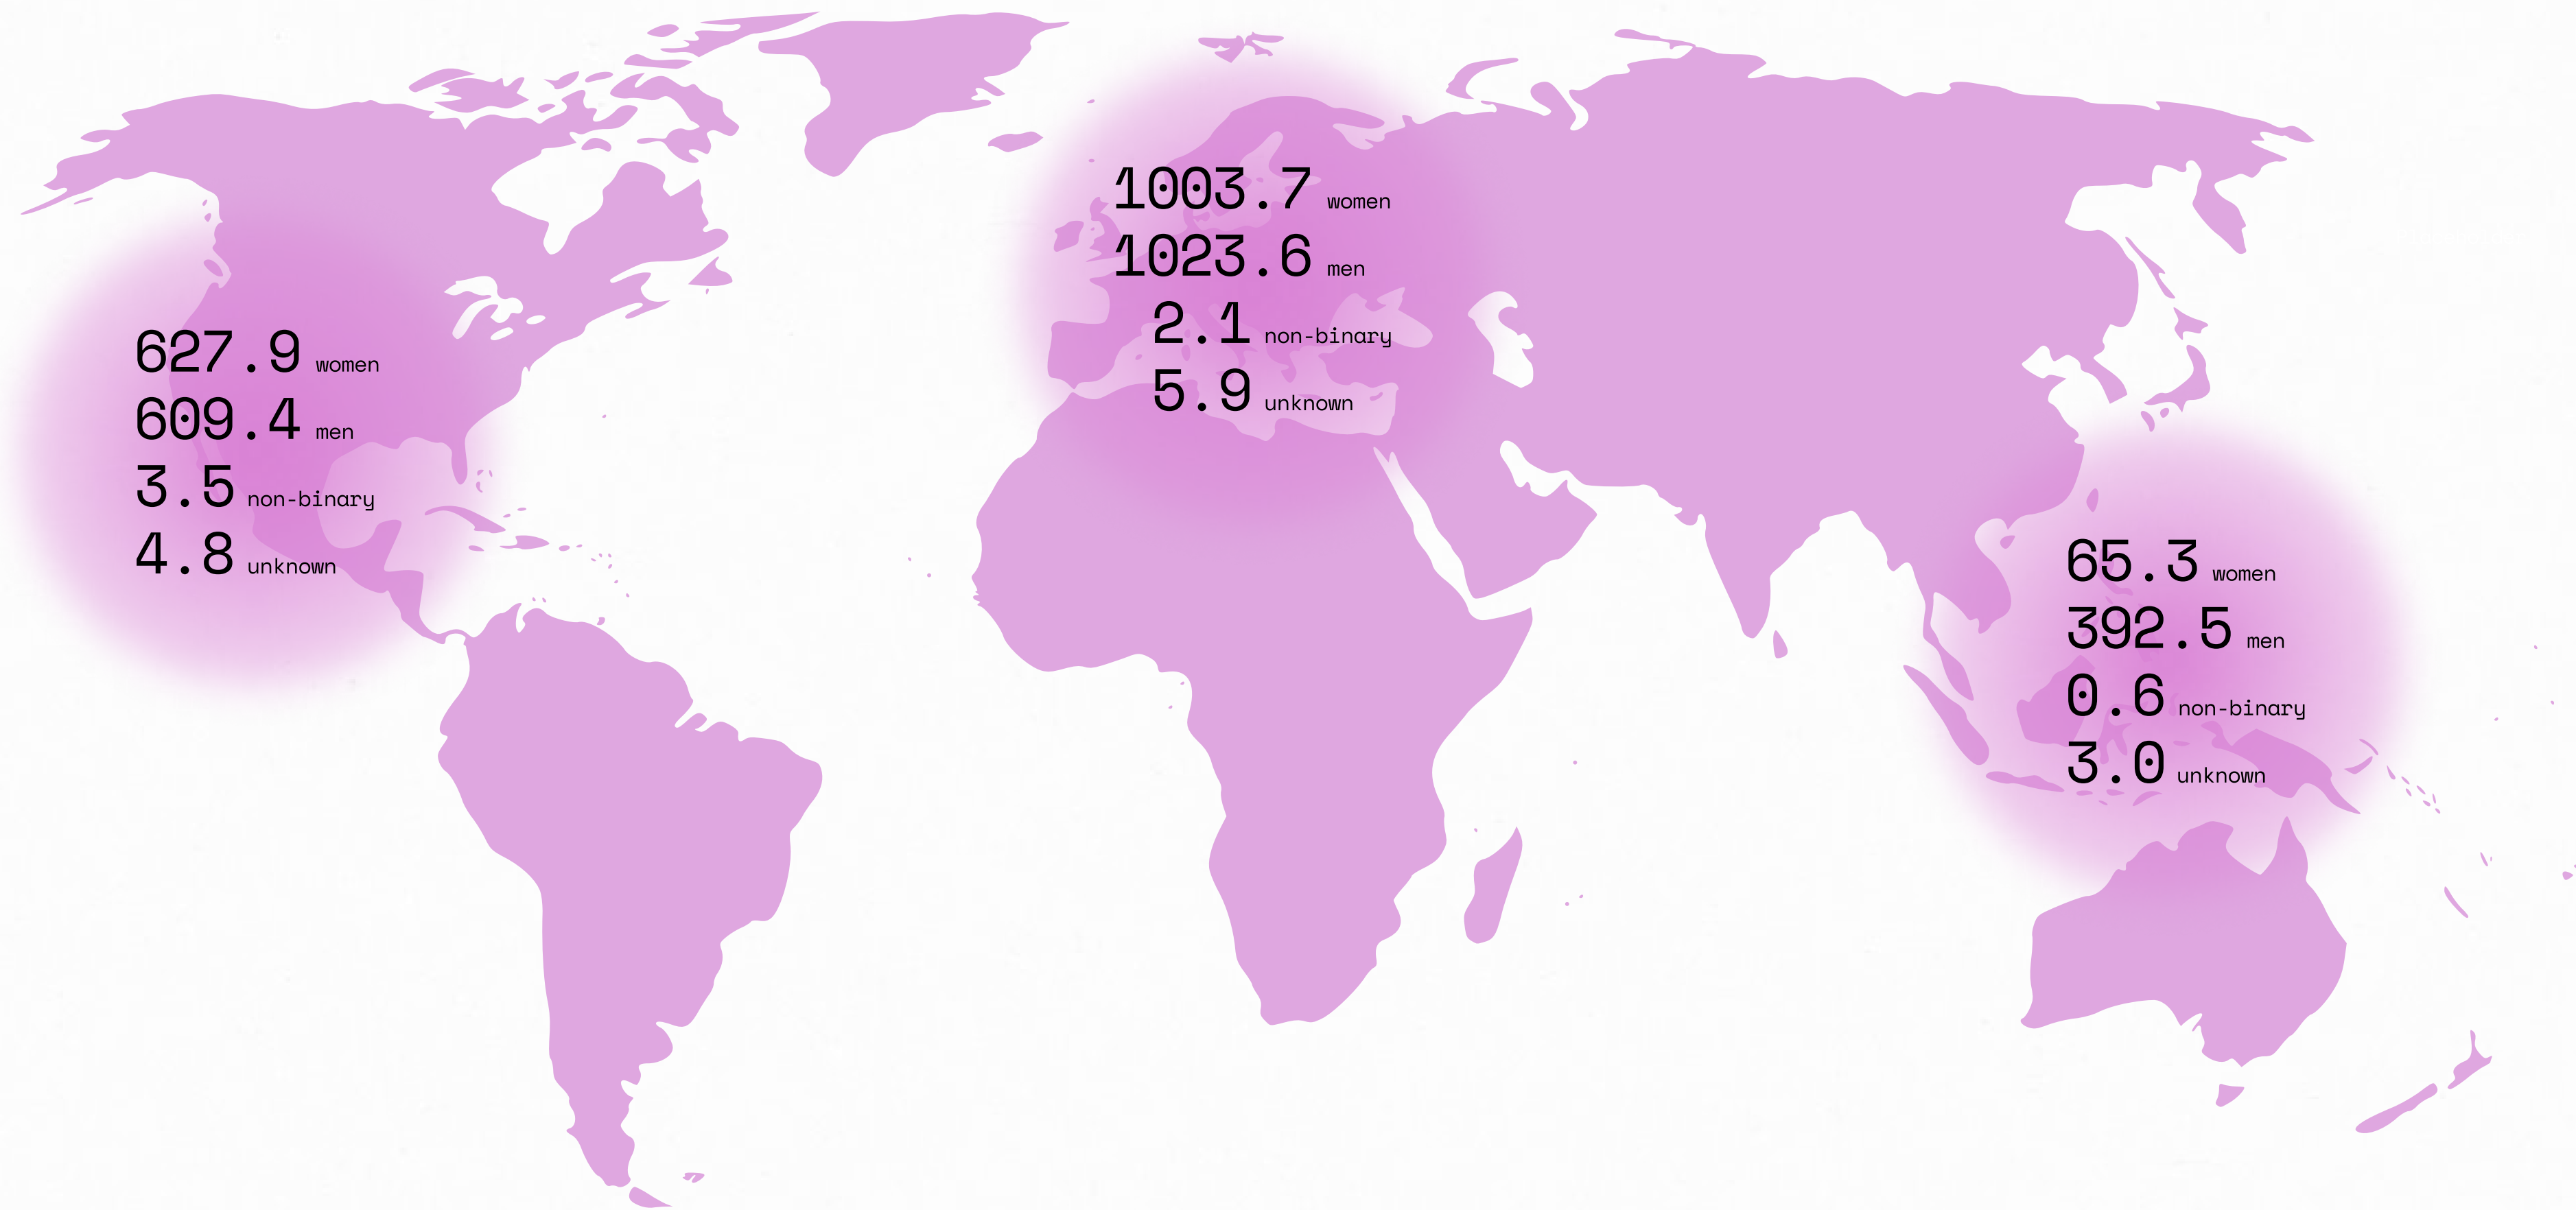 627.9 women
609.4 men
3.5 non-binary
4.8 unknown
1003.7 women
1023.6 men
2.1 non-binary
5.9 unknown
65.3 women
392.5 men
0.6 non-binary
3.0 unknown